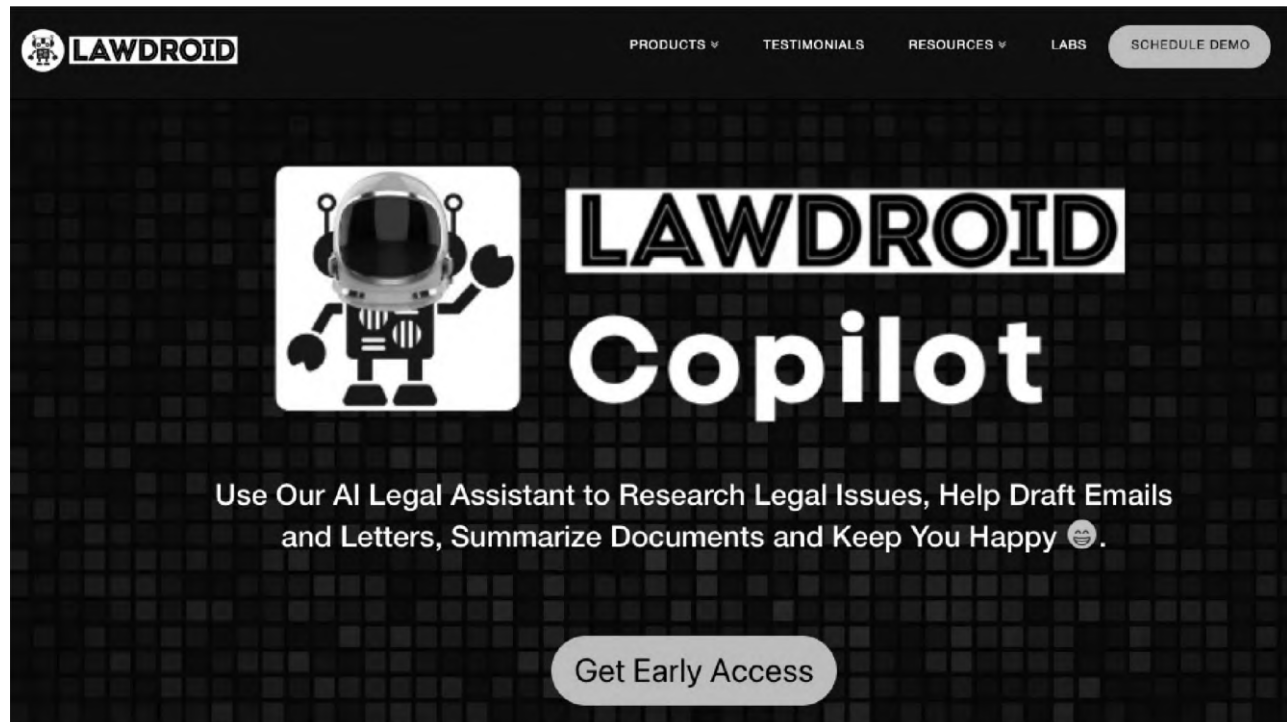 LAWDROID
PRODUCTS
TESTIMONIALS
RESOURCES
LABS
SCHEDULE DEMO
LAWDROID
Copilot
Use Our AI Legal Assistant to Research Legal Issues, Help Draft Emails
and Letters, Summarize Documents and Keep You Happy 😁.
Get Early Access